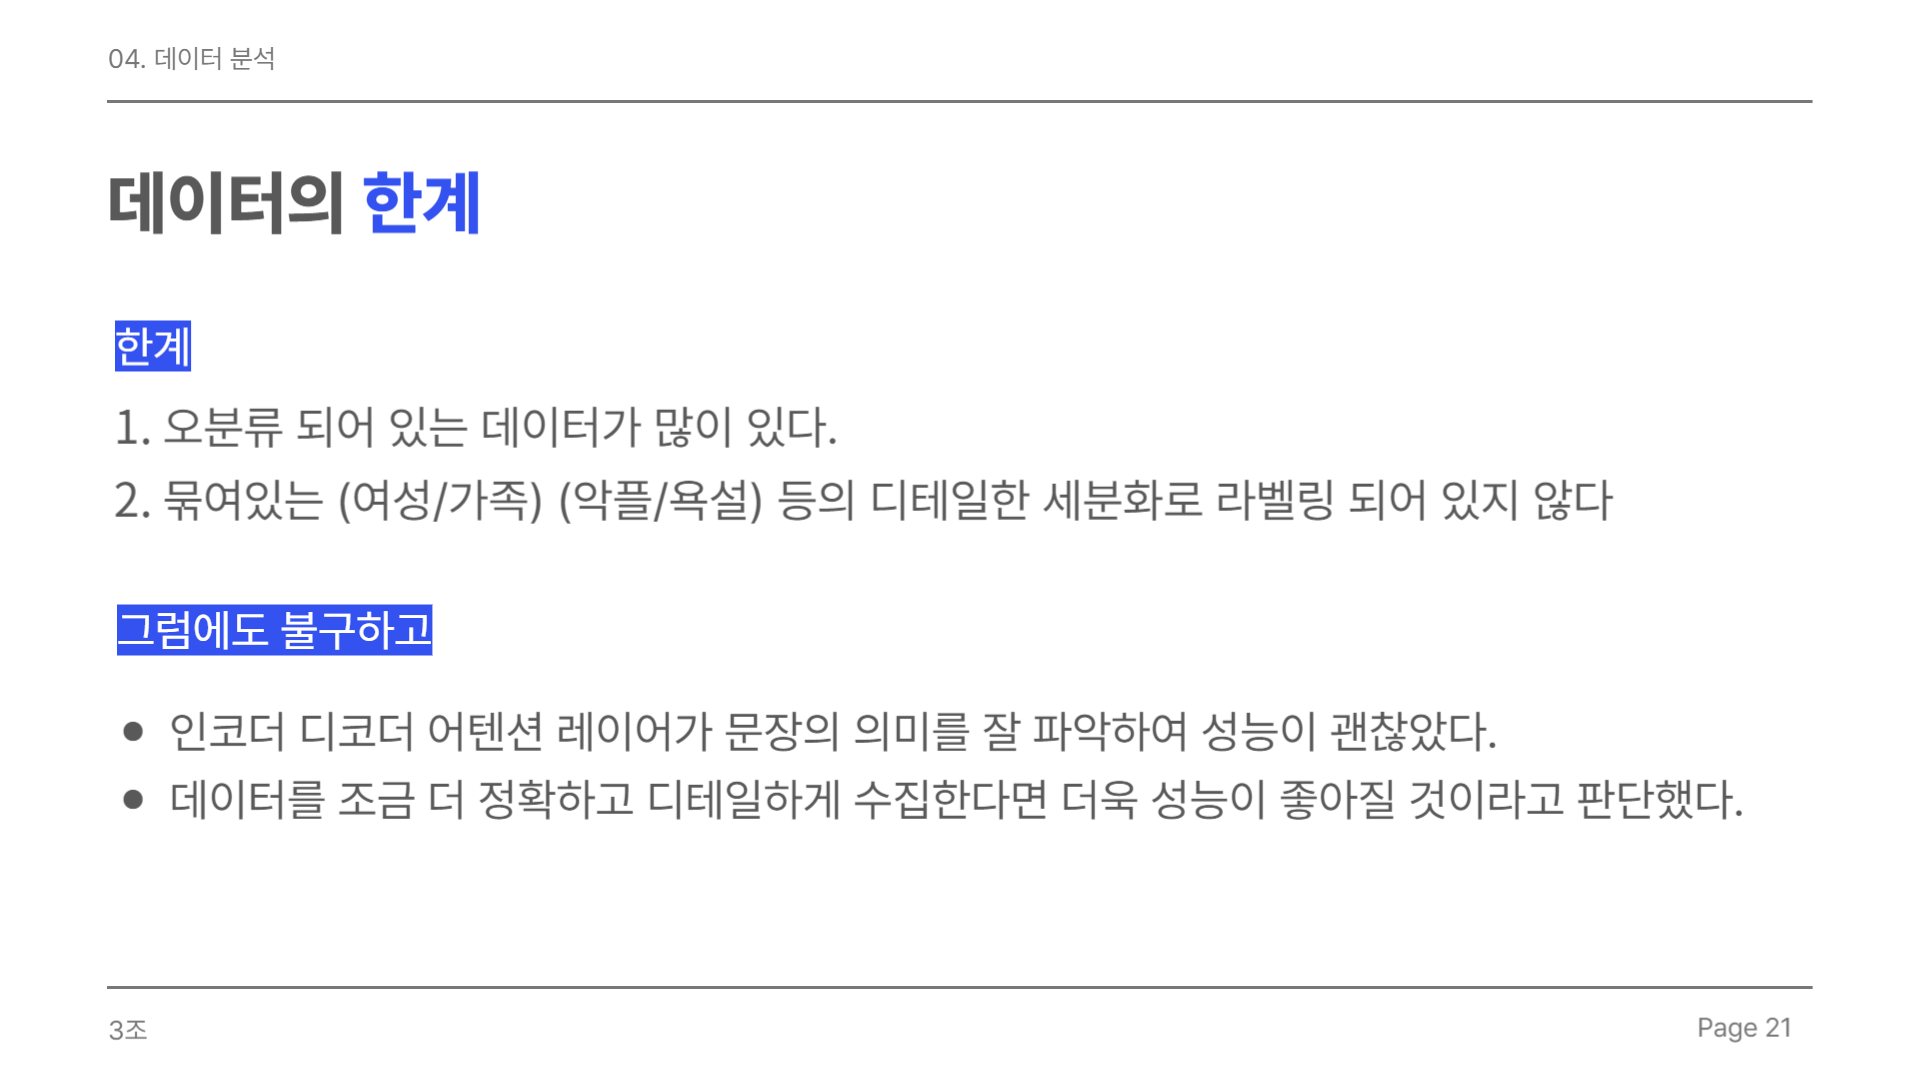 04. 데이터 분석
데이터의 한계
한계
1. 오분류 되어 있는 데이터가 많이 있다.
2. 묶여있는 (여성/가족) (악플/욕설) 등의 디테일한 세분화로 라벨링 되어 있지 않다
그럼에도 불구하고
● 인코더 디코더 어텐션 레이어가 문장의 의미를 잘 파악하여 성능이 괜찮았다.
● 데이터를 조금 더 정확하고 디테일하게 수집한다면 더욱 성능이 좋아질 것이라고 판단했다.
3조
Page 21